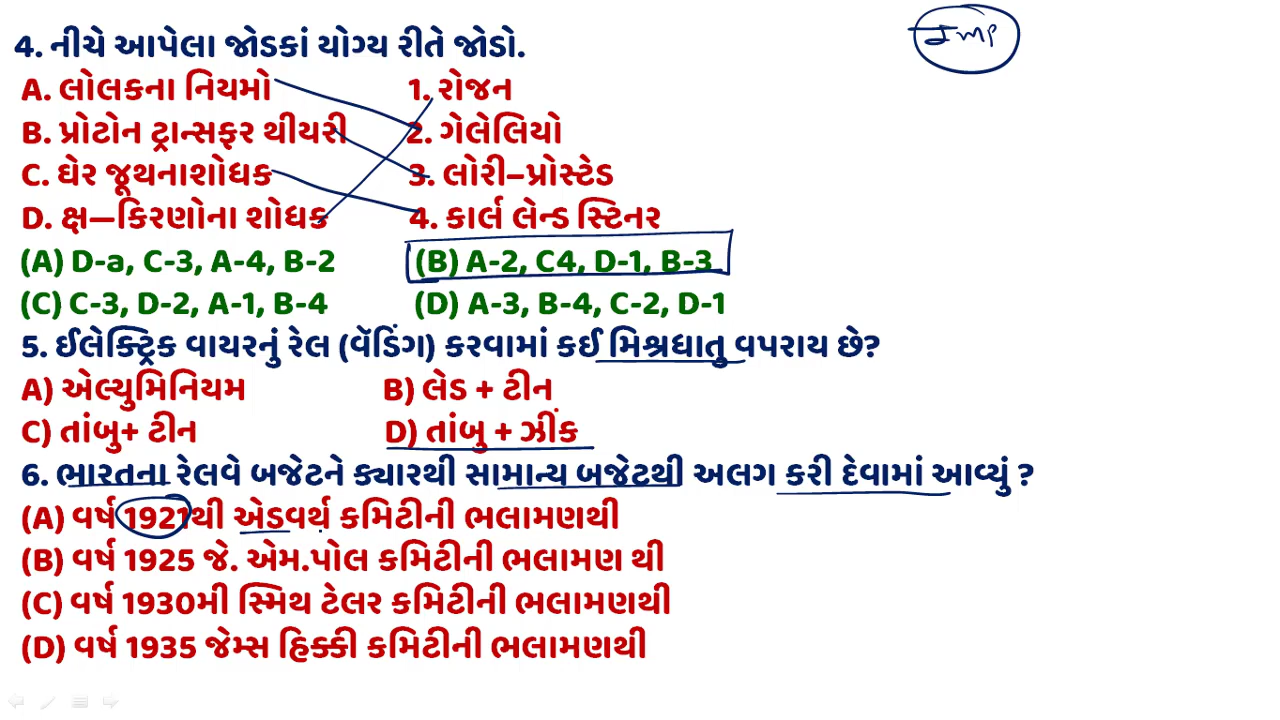 Imp
4. નીચે આપેલા જોડકાં યોગ્ય રીતે જોડો.
A. લોલકના નિયમો 1. રોજન
B. પ્રોટોન ટ્રાન્સફર થીયરી 2. ગેલેલિયો
C. ઘેર જૂથનાશોધક 3. લોરી–પ્રોસ્ટેડ
D. ક્ષ—કિરણોના શોધક 4. કાર્લ લેન્ડ સ્ટિનર
(A) D-a, C-3, A-4, B-2 (B) A-2, C4, D-1, B-3
(C) C-3, D-2, A-1, B-4 (D) A-3, B-4, C-2, D-1
5. ઈલેક્ટ્રિક વાયરનું રેલ (વેંડિંગ) કરવામાં કઈ મિશ્રધાતુ વપરાય છે?
A) એલ્યુમિનિયમ B) લેડ + ટીન
C) તાંબુ+ ટીન D) તાંબુ + ઝીંક
6. ભારતના રેલવે બજેટને ક્યારથી સામાન્ય બજેટથી અલગ કરી દેવામાં આવ્યું ?
(A) વર્ષ 1921થી એડવર્થ કમિટીની ભલામણથી
(B) વર્ષ 1925 જે. એમ.પોલ કમિટીની ભલામણ થી
(C) વર્ષ 1930મી સ્મિથ ટેલર કમિટીની ભલામણથી
(D) વર્ષ 1935 જેમ્સ હિક્કી કમિટીની ભલામણથી